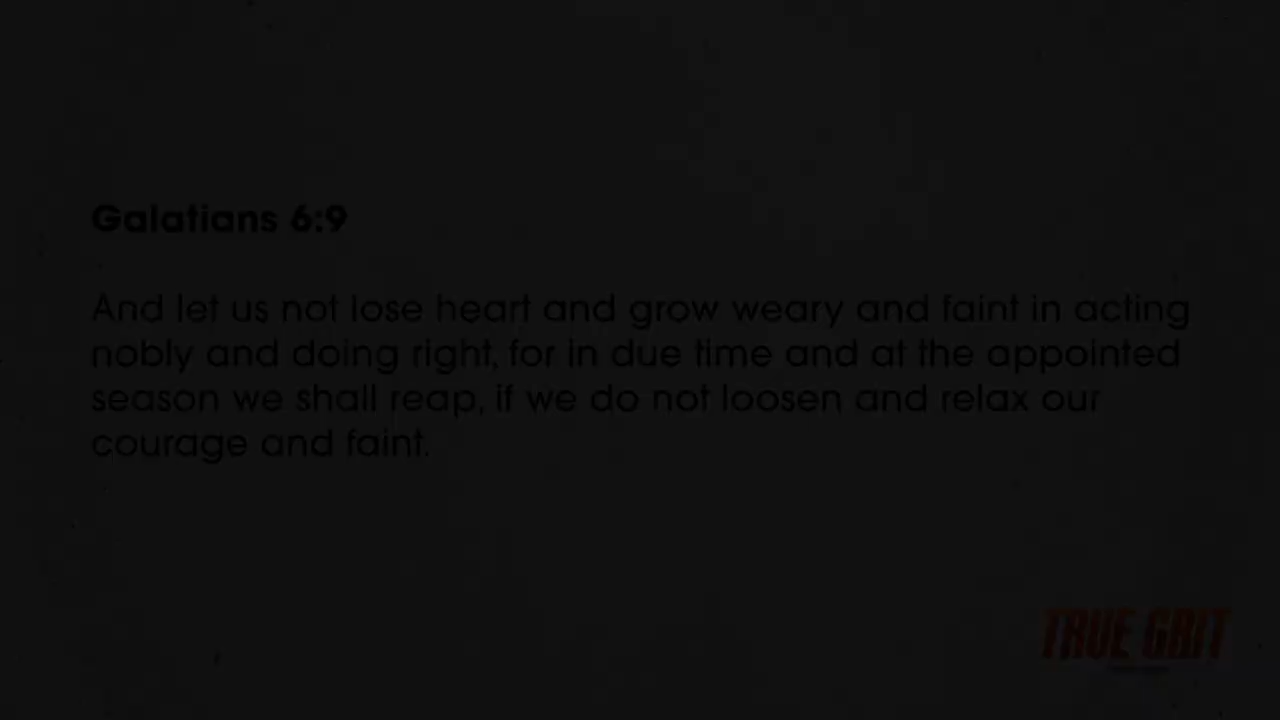 Galatians 6:9
And let us not lose heart and grow weary and faint in acting
nobly and doing right, for in due time and at the appointed
season we shall reap, if we do not loosen and relax our
courage and faint.
TRUE GRIT